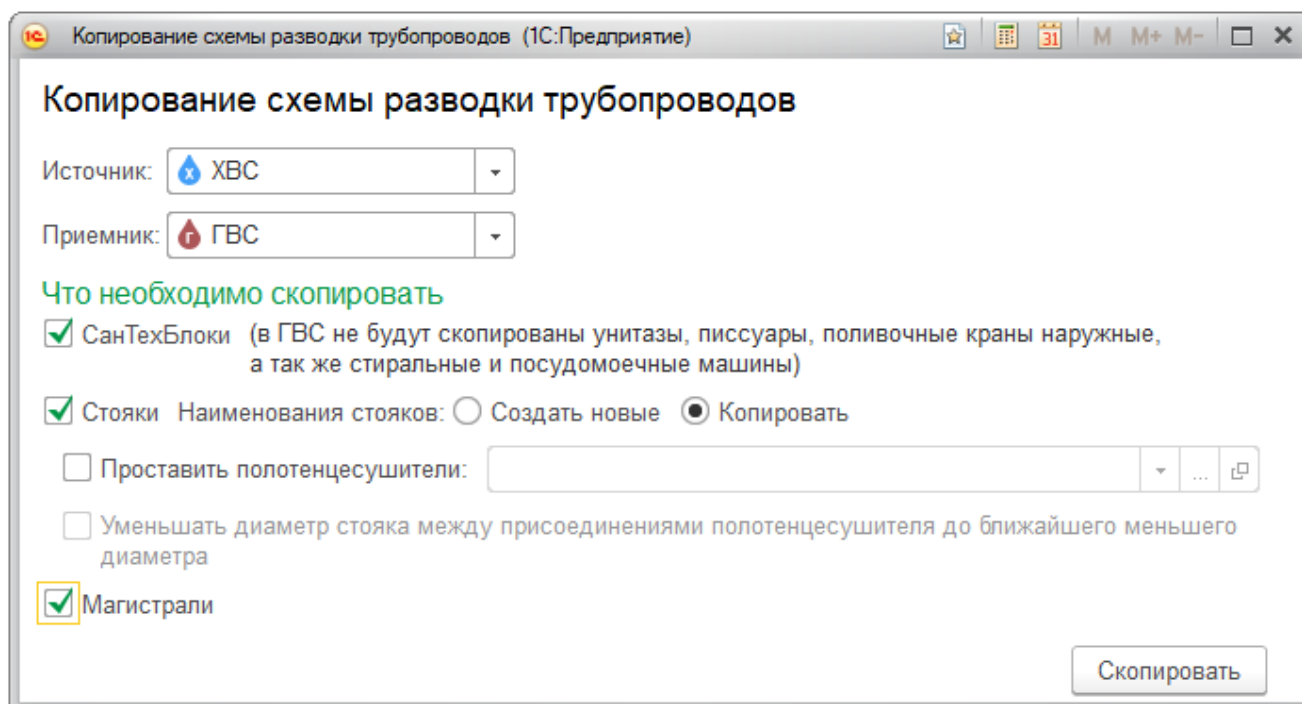 1С Копирование схемы разводки трубопроводов (1С:Предприятие) 31 M M+ M-
Копирование схемы разводки трубопроводов
Источник: х ХВС
Приемник: г ГВС
Что необходимо скопировать
СанТехБлоки (в ГВС не будут скопированы унитазы, писсуары, поливочные краны наружные,
а так же стиральные и посудомоечные машины)
Стояки Наименования стояков: Создать новые Копировать
Проставить полотенцесушители: ...
Уменьшать диаметр стояка между присоединениями полотенцесушителя до ближайшего меньшего
диаметра
Магистрали
Скопировать